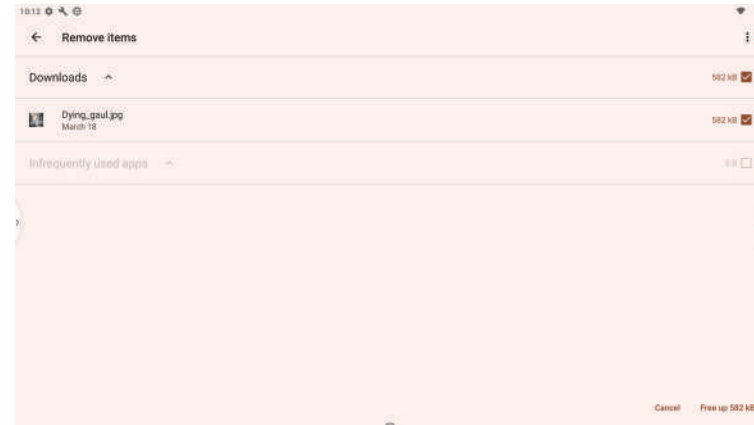 10:12
Remove items
Downloads
582 kB
Dying_gaul.jpg
March 18
582 kB
Infrequently used apps
0 B
Cancel
Free up 582 kB